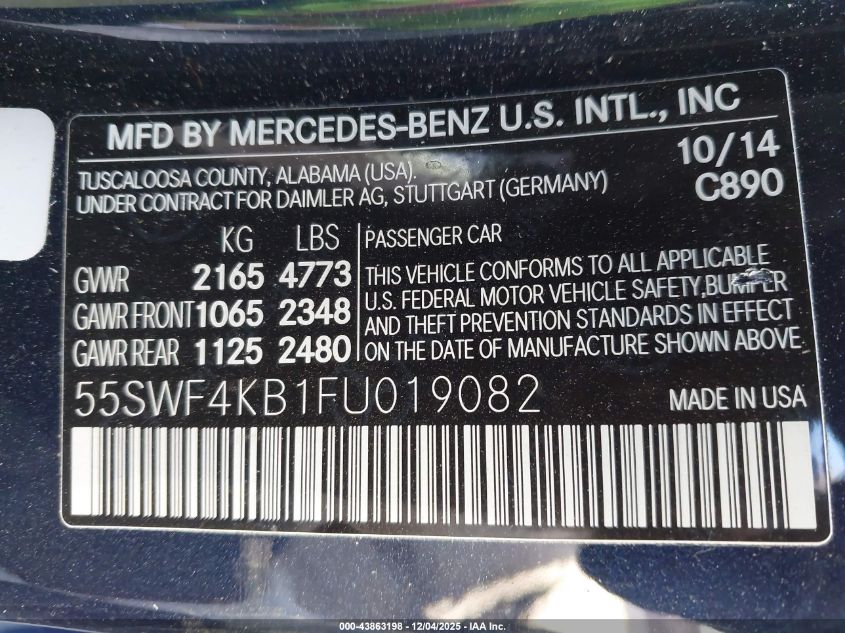 MFD BY MERCEDES-BENZ U.S. INTL., INC
TUSCALOOSA COUNTY, ALABAMA (USA). 10/14
UNDER CONTRACT FOR DAIMLER AG, STUTTGART (GERMANY) C890
KG LBS PASSENGER CAR
GVWR 2165 4773
GAWR FRONT 1065 2348
GAWR REAR 1125 2480
THIS VEHICLE CONFORMS TO ALL APPLICABLE
U.S. FEDERAL MOTOR VEHICLE SAFETY, BUMPER
AND THEFT PREVENTION STANDARDS IN EFFECT
ON THE DATE OF MANUFACTURE SHOWN ABOVE.
55SWF4KB1FU019082 MADE IN USA
000-43863198 - 12/04/2025 - IAA Inc.